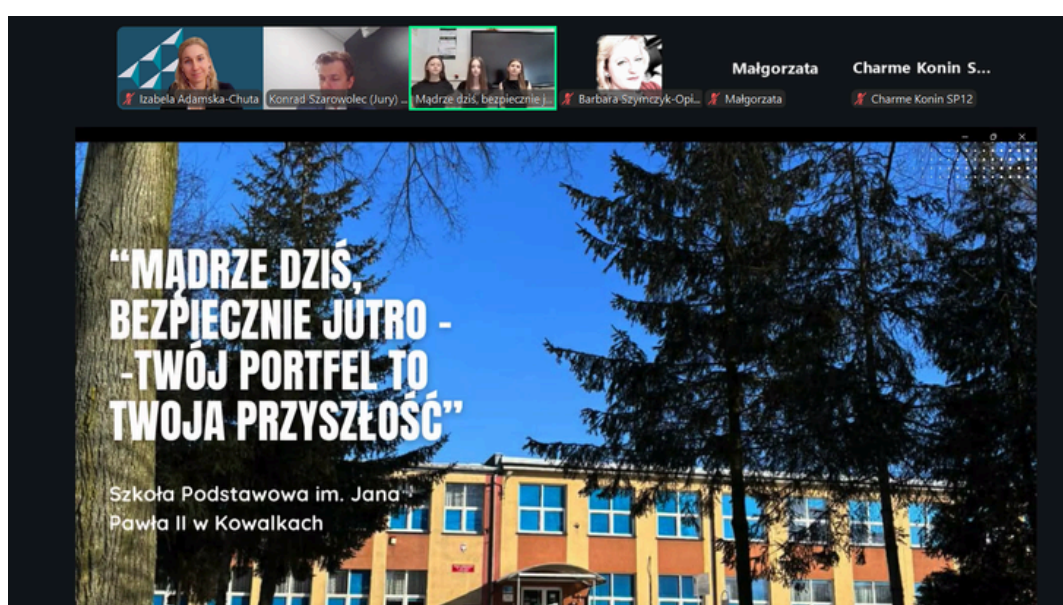 Małgorzata
Charme Konin S...
Izabela Adamska-Chuta
Konrad Szarowolec (Jury) ...
Mądrze dziś, bezpiecznie j...
Barbara Szymczyk-Opi...
Małgorzata
Charme Konin SP12
“MĄDRZE DZIŚ,
BEZPIECZNIE JUTRO -
-TWÓJ PORTFEL TO
TWOJA PRZYSZŁOŚĆ”
Szkoła Podstawowa im. Jana
Pawła II w Kowalkach